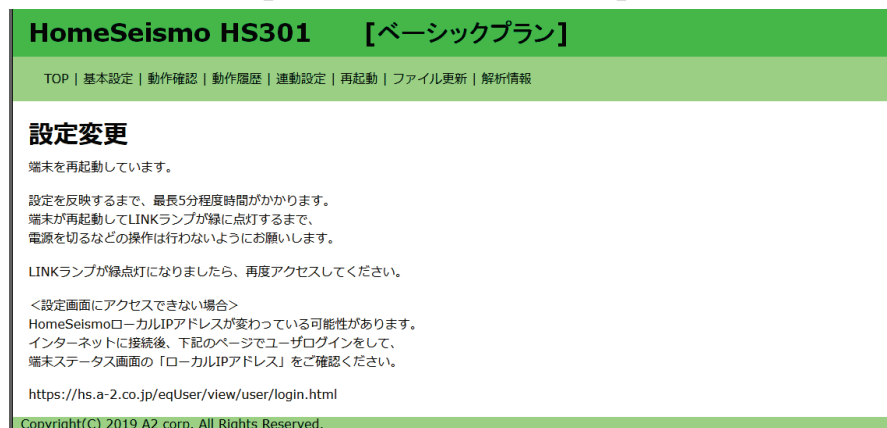 HomeSeismo HS301 [ベーシックプラン]
TOP | 基本設定 | 動作確認 | 動作履歴 | 連動設定 | 再起動 | ファイル更新 | 解析情報
設定変更
端末を再起動しています。
設定を反映するまで、最長5分程度時間がかかります。
端末が再起動してLINKランプが緑に点灯するまで、
電源を切るなどの操作は行わないようにお願いします。
LINKランプが緑点灯になりましたら、再度アクセスしてください。
＜設定画面にアクセスできない場合＞
HomeSeismoローカルIPアドレスが変わっている可能性があります。
インターネットに接続後、下記のページでユーザログインをして、
端末ステータス画面の「ローカルIPアドレス」をご確認ください。
https://hs.a-2.co.jp/eqUser/view/user/login.html
Copyright(C) 2019 A2 corp. All Rights Reserved.